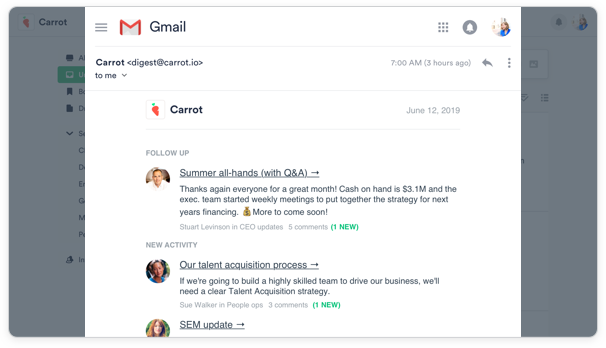 Carrot
Gmail
Carrot <digest@carrot.io>
7:00 AM (3 hours ago)
to me
Carrot
June 12, 2019
FOLLOW UP
Summer all-hands (with Q&A) →
Thanks again everyone for a great month! Cash on hand is $3.1M and the
exec. team started weekly meetings to put together the strategy for next
years financing. 💰More to come soon!
Stuart Levinson in CEO updates 5 comments (1 NEW)
NEW ACTIVITY
Our talent acquisition process →
If we're going to build a highly skilled team to drive our business, we'll
need a clear Talent Acquisition strategy.
Sue Walker in People ops 3 comments (1 NEW)
SEM update →